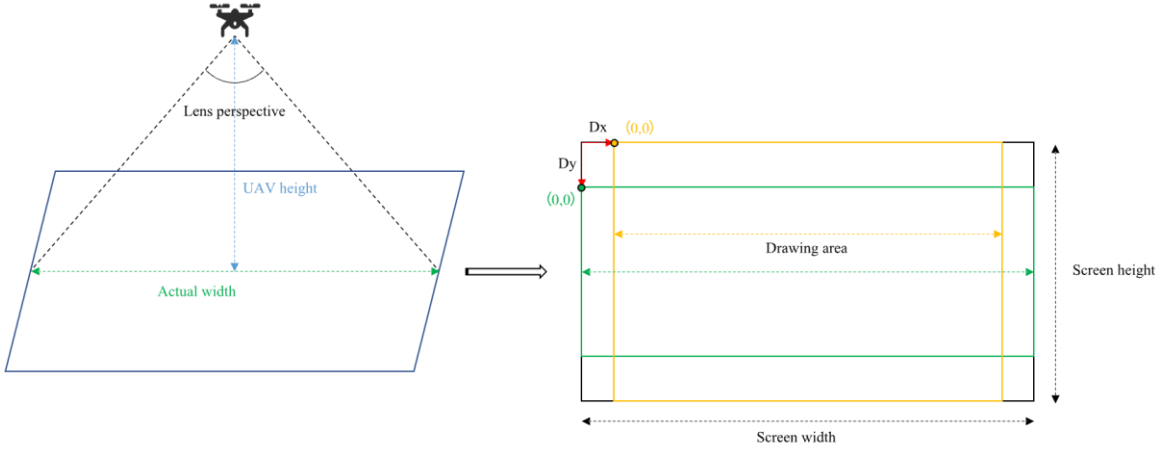 Lens perspective
UAV height
Actual width
Dx
(0,0)
Dy
(0,0)
Drawing area
Screen height
Screen width